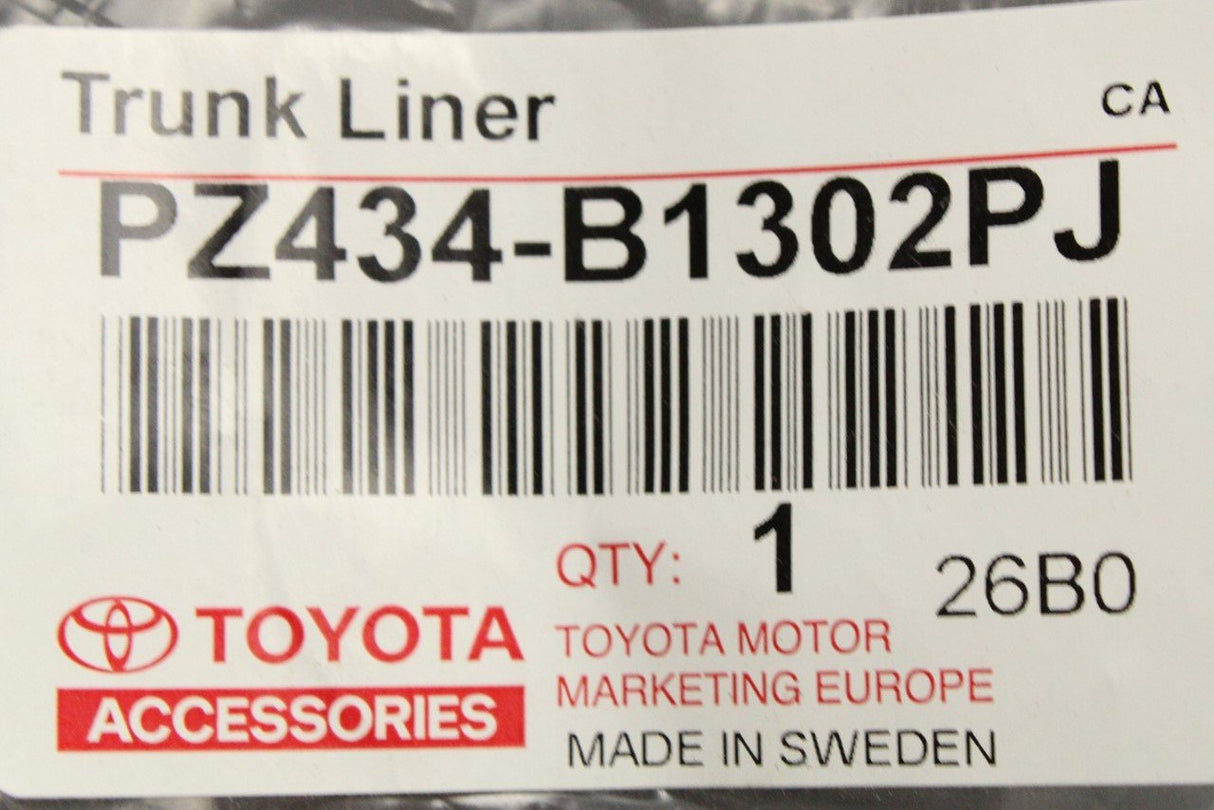 Trunk Liner CA
PZ434-B1302PJ
QTY: 1 26B0
TOYOTA
ACCESSORIES
TOYOTA MOTOR
MARKETING EUROPE
MADE IN SWEDEN